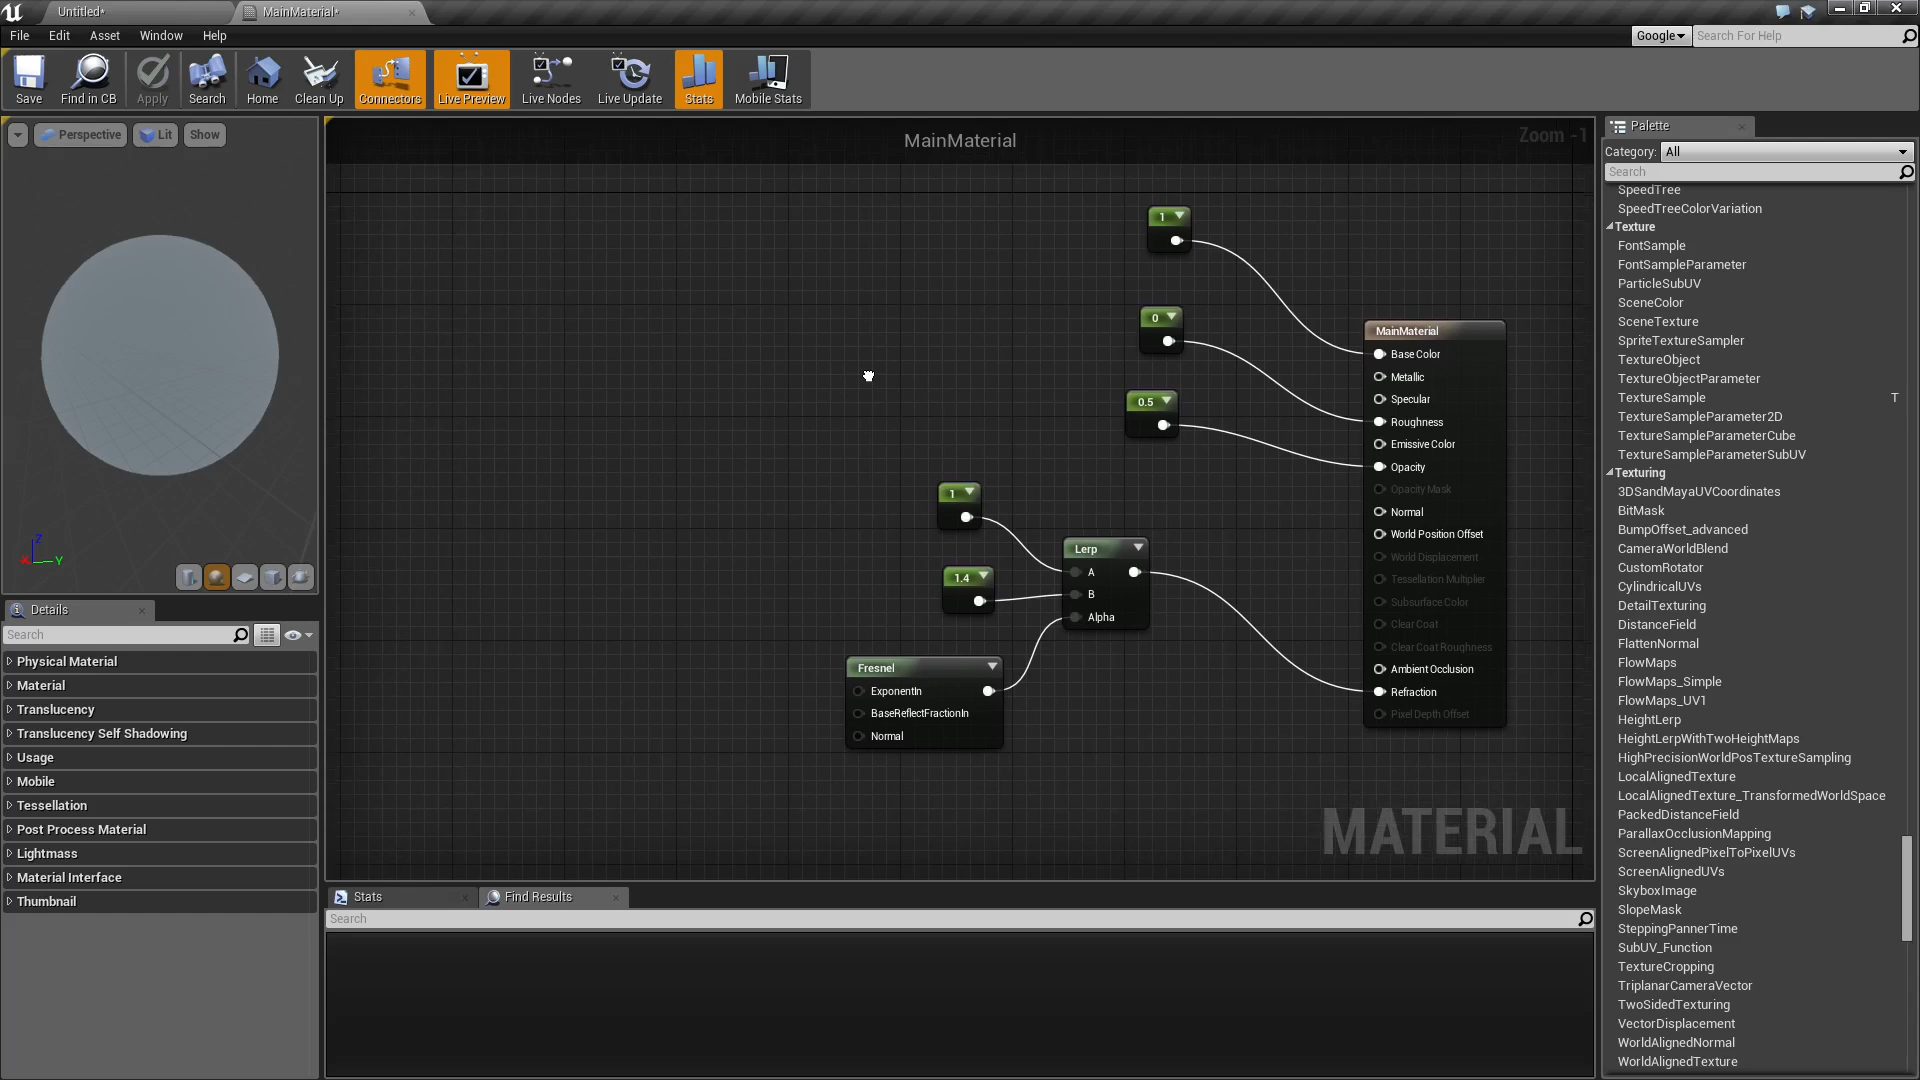 Untitled*
MainMaterial*
File Edit Asset Window Help
Google
Search For Help
Save
Find in CB
Apply
Search
Home
Clean Up
Connectors
Live Preview
Live Nodes
Live Update
Stats
Mobile Stats
Perspective
Lit
Show
X
Y
Z
MainMaterial
Zoom -1
1
0
0.5
1
1.4
Lerp
A
B
Alpha
Fresnel
ExponentIn
BaseReflectFractionIn
Normal
MainMaterial
Base Color
Metallic
Specular
Roughness
Emissive Color
Opacity
Opacity Mask
Normal
World Position Offset
World Displacement
Tessellation Multiplier
Subsurface Color
Clear Coat
Clear Coat Roughness
Ambient Occlusion
Refraction
Pixel Depth Offset
MATERIAL
Details
Search
Physical Material
Material
Translucency
Translucency Self Shadowing
Usage
Mobile
Tessellation
Post Process Material
Lightmass
Material Interface
Thumbnail
Stats
Find Results
Search
Palette
Category: All
Search
SpeedTree
SpeedTreeColorVariation
Texture
FontSample
FontSampleParameter
ParticleSubUV
SceneColor
SceneTexture
SpriteTextureSampler
TextureObject
TextureObjectParameter
TextureSample T
TextureSampleParameter2D
TextureSampleParameterCube
TextureSampleParameterSubUV
Texturing
3DSandMayaUVCoordinates
BitMask
BumpOffset_advanced
CameraWorldBlend
CustomRotator
CylindricalUVs
DetailTexturing
DistanceField
FlattenNormal
FlowMaps
FlowMaps_Simple
FlowMaps_UV1
HeightLerp
HeightLerpWithTwoHeightMaps
HighPrecisionWorldPosTextureSampling
LocalAlignedTexture
LocalAlignedTexture_TransformedWorldSpace
PackedDistanceField
ParallaxOcclusionMapping
ScreenAlignedPixelToPixelUVs
ScreenAlignedUVs
SkyboxImage
SlopeMask
SteppingPannerTime
SubUV_Function
TextureCropping
TriplanarCameraVector
TwoSidedTexturing
VectorDisplacement
WorldAlignedNormal
WorldAlignedTexture